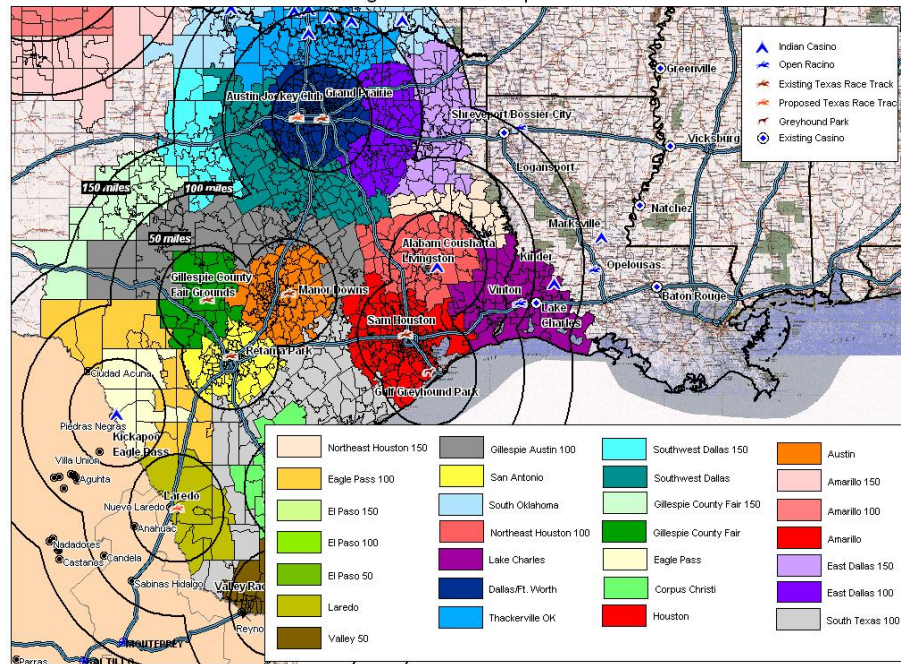 Indian Casino
Open Racino
Existing Texas Race Track
Proposed Texas Race Trac
Greyhound Park
Existing Casino
Greenville
Austin Jockey Club
Grand Prairie
Shreveport/Bossier City
Vicksburg
Logansport
150 miles
100 miles
Natchez
Marksville
50 miles
Alabam Coushatta
Livingston
Kinder
Gillespie County
Fair Grounds
Manor Downs
Opelousas
Vinton
Baton Rouge
Lake
Charles
Sam Houston
Retama Park
Ciudad Acuna
Gulf Greyhound Park
Piedras Negras
Kickapoo
Eagle Pass
Villa Union
Aguhta
Laredo
Nuevo Laredo
Anahuac
Nadadores
Candela
Castanos
Sabinas Hidalgo
Valley Rac
Reyno
MONTERREY
SALTILLO
Parras
Northeast Houston 150
Eagle Pass 100
El Paso 150
El Paso 100
El Paso 50
Laredo
Valley 50
Gillespie Austin 100
San Antonio
South Oklahoma
Northeast Houston 100
Lake Charles
Dallas/Ft. Worth
Thackerville OK
Southwest Dallas 150
Southwest Dallas
Gillespie County Fair 150
Gillespie County Fair
Eagle Pass
Corpus Christi
Houston
Austin
Amarillo 150
Amarillo 100
Amarillo
East Dallas 150
East Dallas 100
South Texas 100